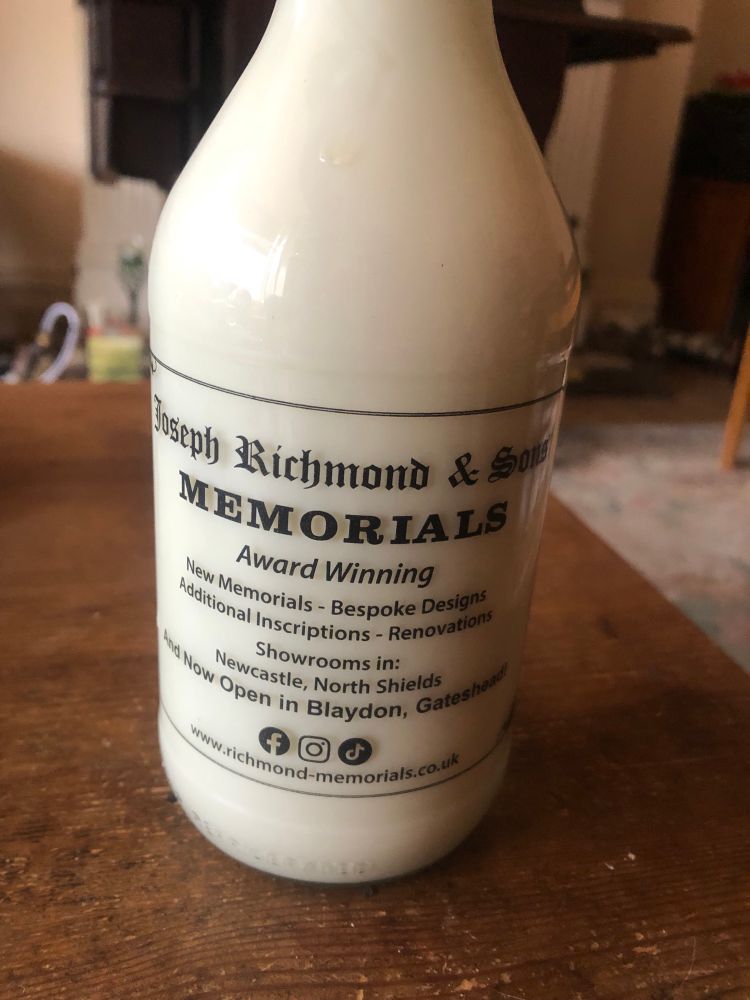 Joseph Richmond & Sons
MEMORIALS
Award Winning
New Memorials - Bespoke Designs
Additional Inscriptions - Renovations
Showrooms in:
Newcastle, North Shields
And Now Open in Blaydon, Gateshead!
www.richmond-memorials.co.uk